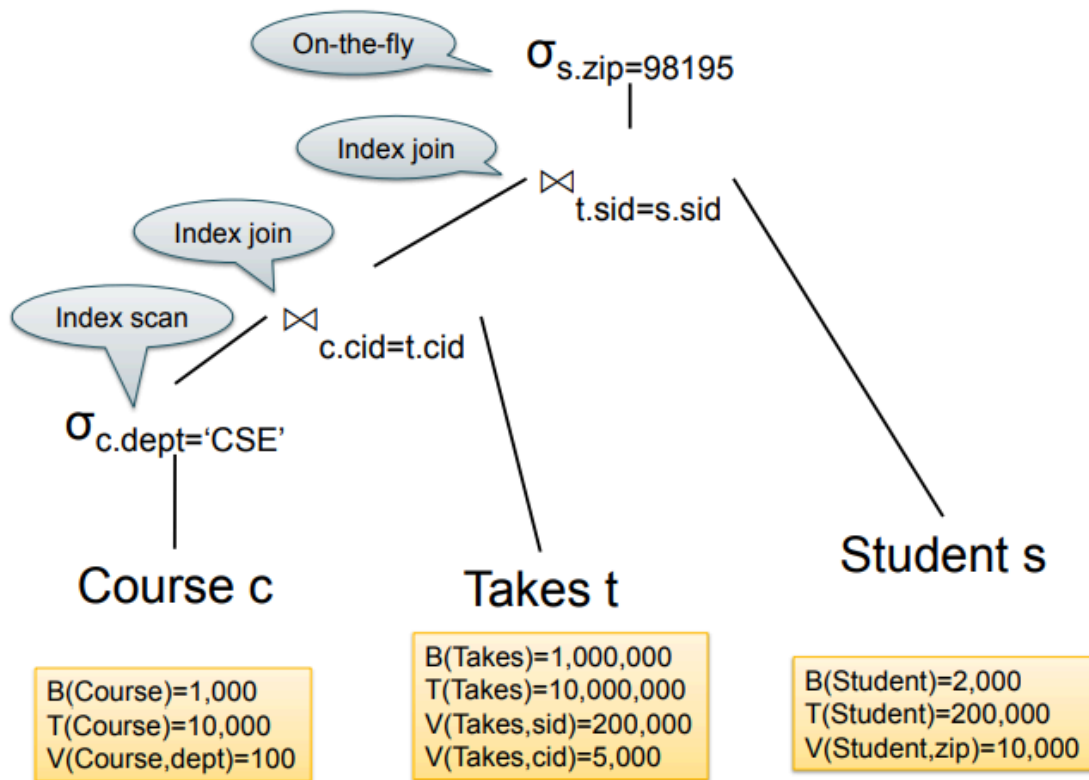 On-the-fly
σs.zip=98195
Index join
⋈t.sid=s.sid
Index join
Index scan
⋈c.cid=t.cid
σc.dept=‘CSE’
Course c
Takes t
Student s
B(Course)=1,000
T(Course)=10,000
V(Course,dept)=100
B(Takes)=1,000,000
T(Takes)=10,000,000
V(Takes,sid)=200,000
V(Takes,cid)=5,000
B(Student)=2,000
T(Student)=200,000
V(Student,zip)=10,000